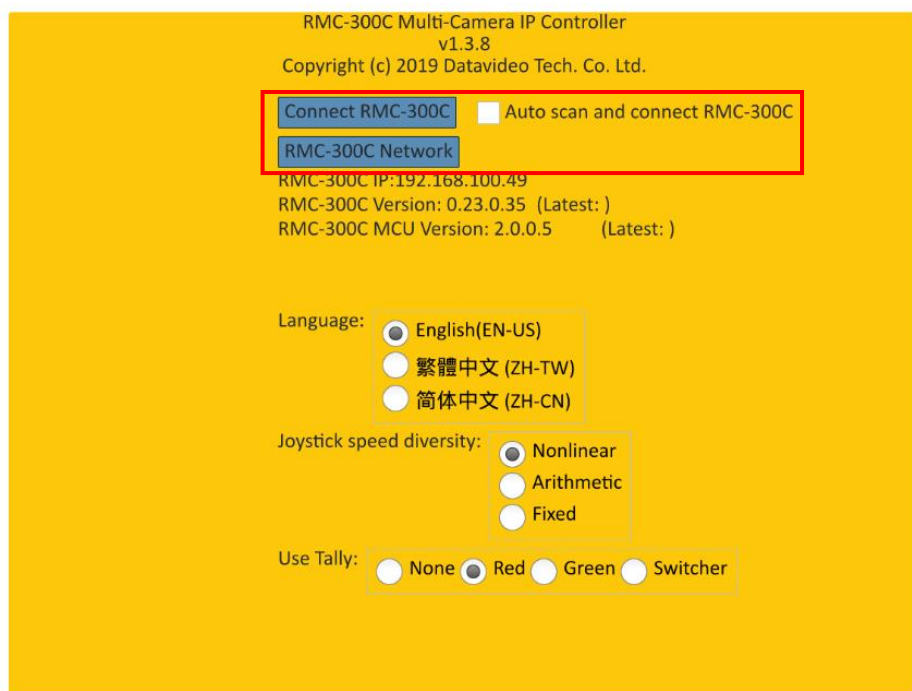 RMC-300C Multi-Camera IP Controller
v1.3.8
Copyright (c) 2019 Datavideo Tech. Co. Ltd.
Connect RMC-300C Auto scan and connect RMC-300C
RMC-300C Network
RMC-300C IP:192.168.100.49
RMC-300C Version: 0.23.0.35 (Latest: )
RMC-300C MCU Version: 2.0.0.5 (Latest: )
Language:
English(EN-US)
繁體中文 (ZH-TW)
简体中文 (ZH-CN)
Joystick speed diversity:
Nonlinear
Arithmetic
Fixed
Use Tally: None Red Green Switcher